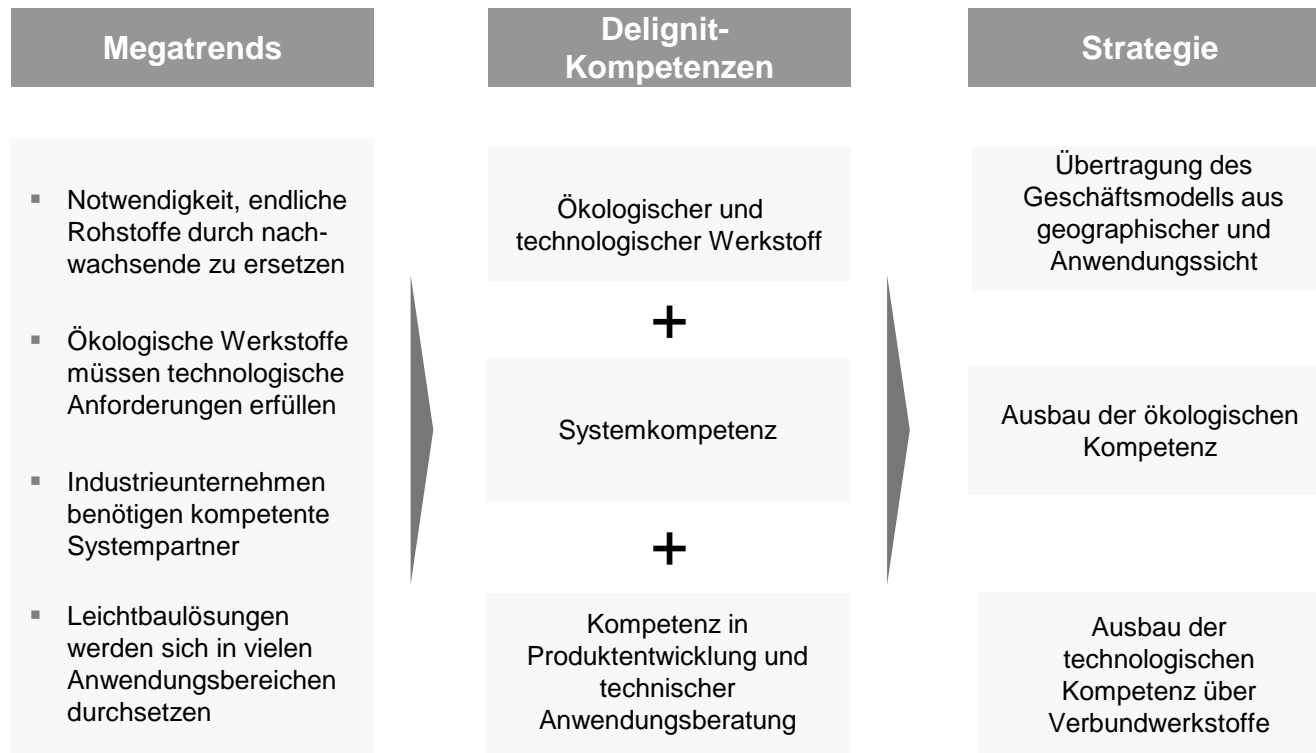 Megatrends
Notwendigkeit, endliche
Rohstoffe durch nach-
wachsende zu ersetzen
Ökologische Werkstoffe
müssen technologische
Anforderungen erfüllen
Industrieunternehmen
benötigen kompetente
Systempartner
Leichtbaulösungen
werden sich in vielen
Anwendungsbereichen
durchsetzen
Delignit-
Kompetenzen
Ökologischer und
technologischer Werkstoff
+
Systemkompetenz
+
Kompetenz in
Produktentwicklung und
technischer
Anwendungsberatung
Strategie
Übertragung des
Geschäftsmodells aus
geographischer und
Anwendungssicht
Ausbau der ökologischen
Kompetenz
Ausbau der
technologischen
Kompetenz über
Verbundwerkstoffe